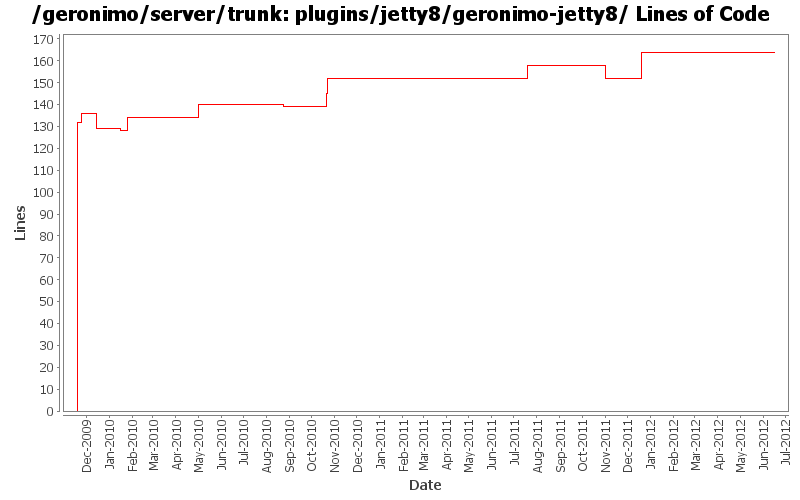 /geronimo/server/trunk: plugins/jetty8/geronimo-jetty8/ Lines of Code
170
160
150
140
130
120
110
100
90
80
70
60
50
40
30
20
10
0
Lines
Dec-2009
Jan-2010
Feb-2010
Mar-2010
Apr-2010
May-2010
Jun-2010
Jul-2010
Aug-2010
Sep-2010
Oct-2010
Nov-2010
Dec-2010
Jan-2011
Feb-2011
Mar-2011
Apr-2011
May-2011
Jun-2011
Jul-2011
Aug-2011
Sep-2011
Oct-2011
Nov-2011
Dec-2011
Jan-2012
Feb-2012
Mar-2012
Apr-2012
May-2012
Jun-2012
Jul-2012
Date